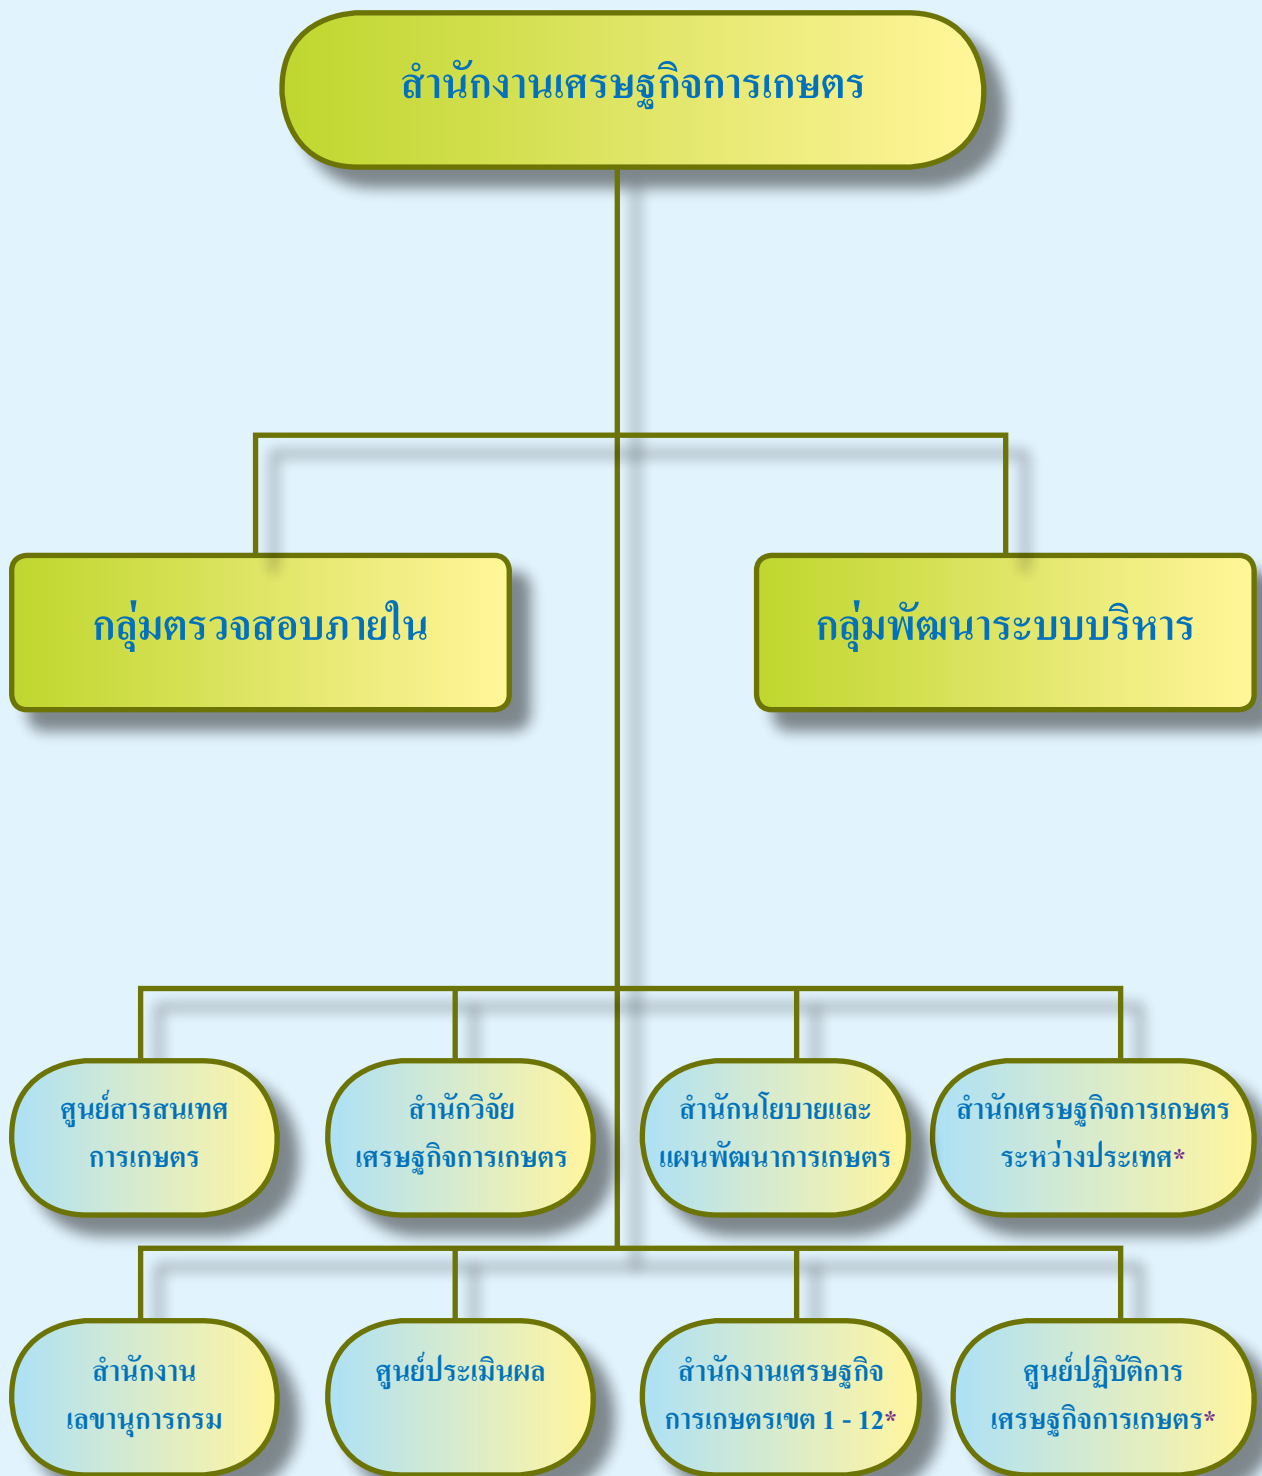 สำนักงานเศรษฐกิจการเกษตร
กลุ่มตรวจสอบภายใน
กลุ่มพัฒนาระบบบริหาร
ศูนย์สารสนเทศ
การเกษตร
สำนักวิจัย
เศรษฐกิจการเกษตร
สำนักนโยบายและ
แผนพัฒนาการเกษตร
สำนักเศรษฐกิจการเกษตร
ระหว่างประเทศ*
สำนักงาน
เลขานุการกรม
ศูนย์ประเมินผล
สำนักงานเศรษฐกิจ
การเกษตรเขต 1 - 12*
ศูนย์ปฏิบัติการ
เศรษฐกิจการเกษตร*